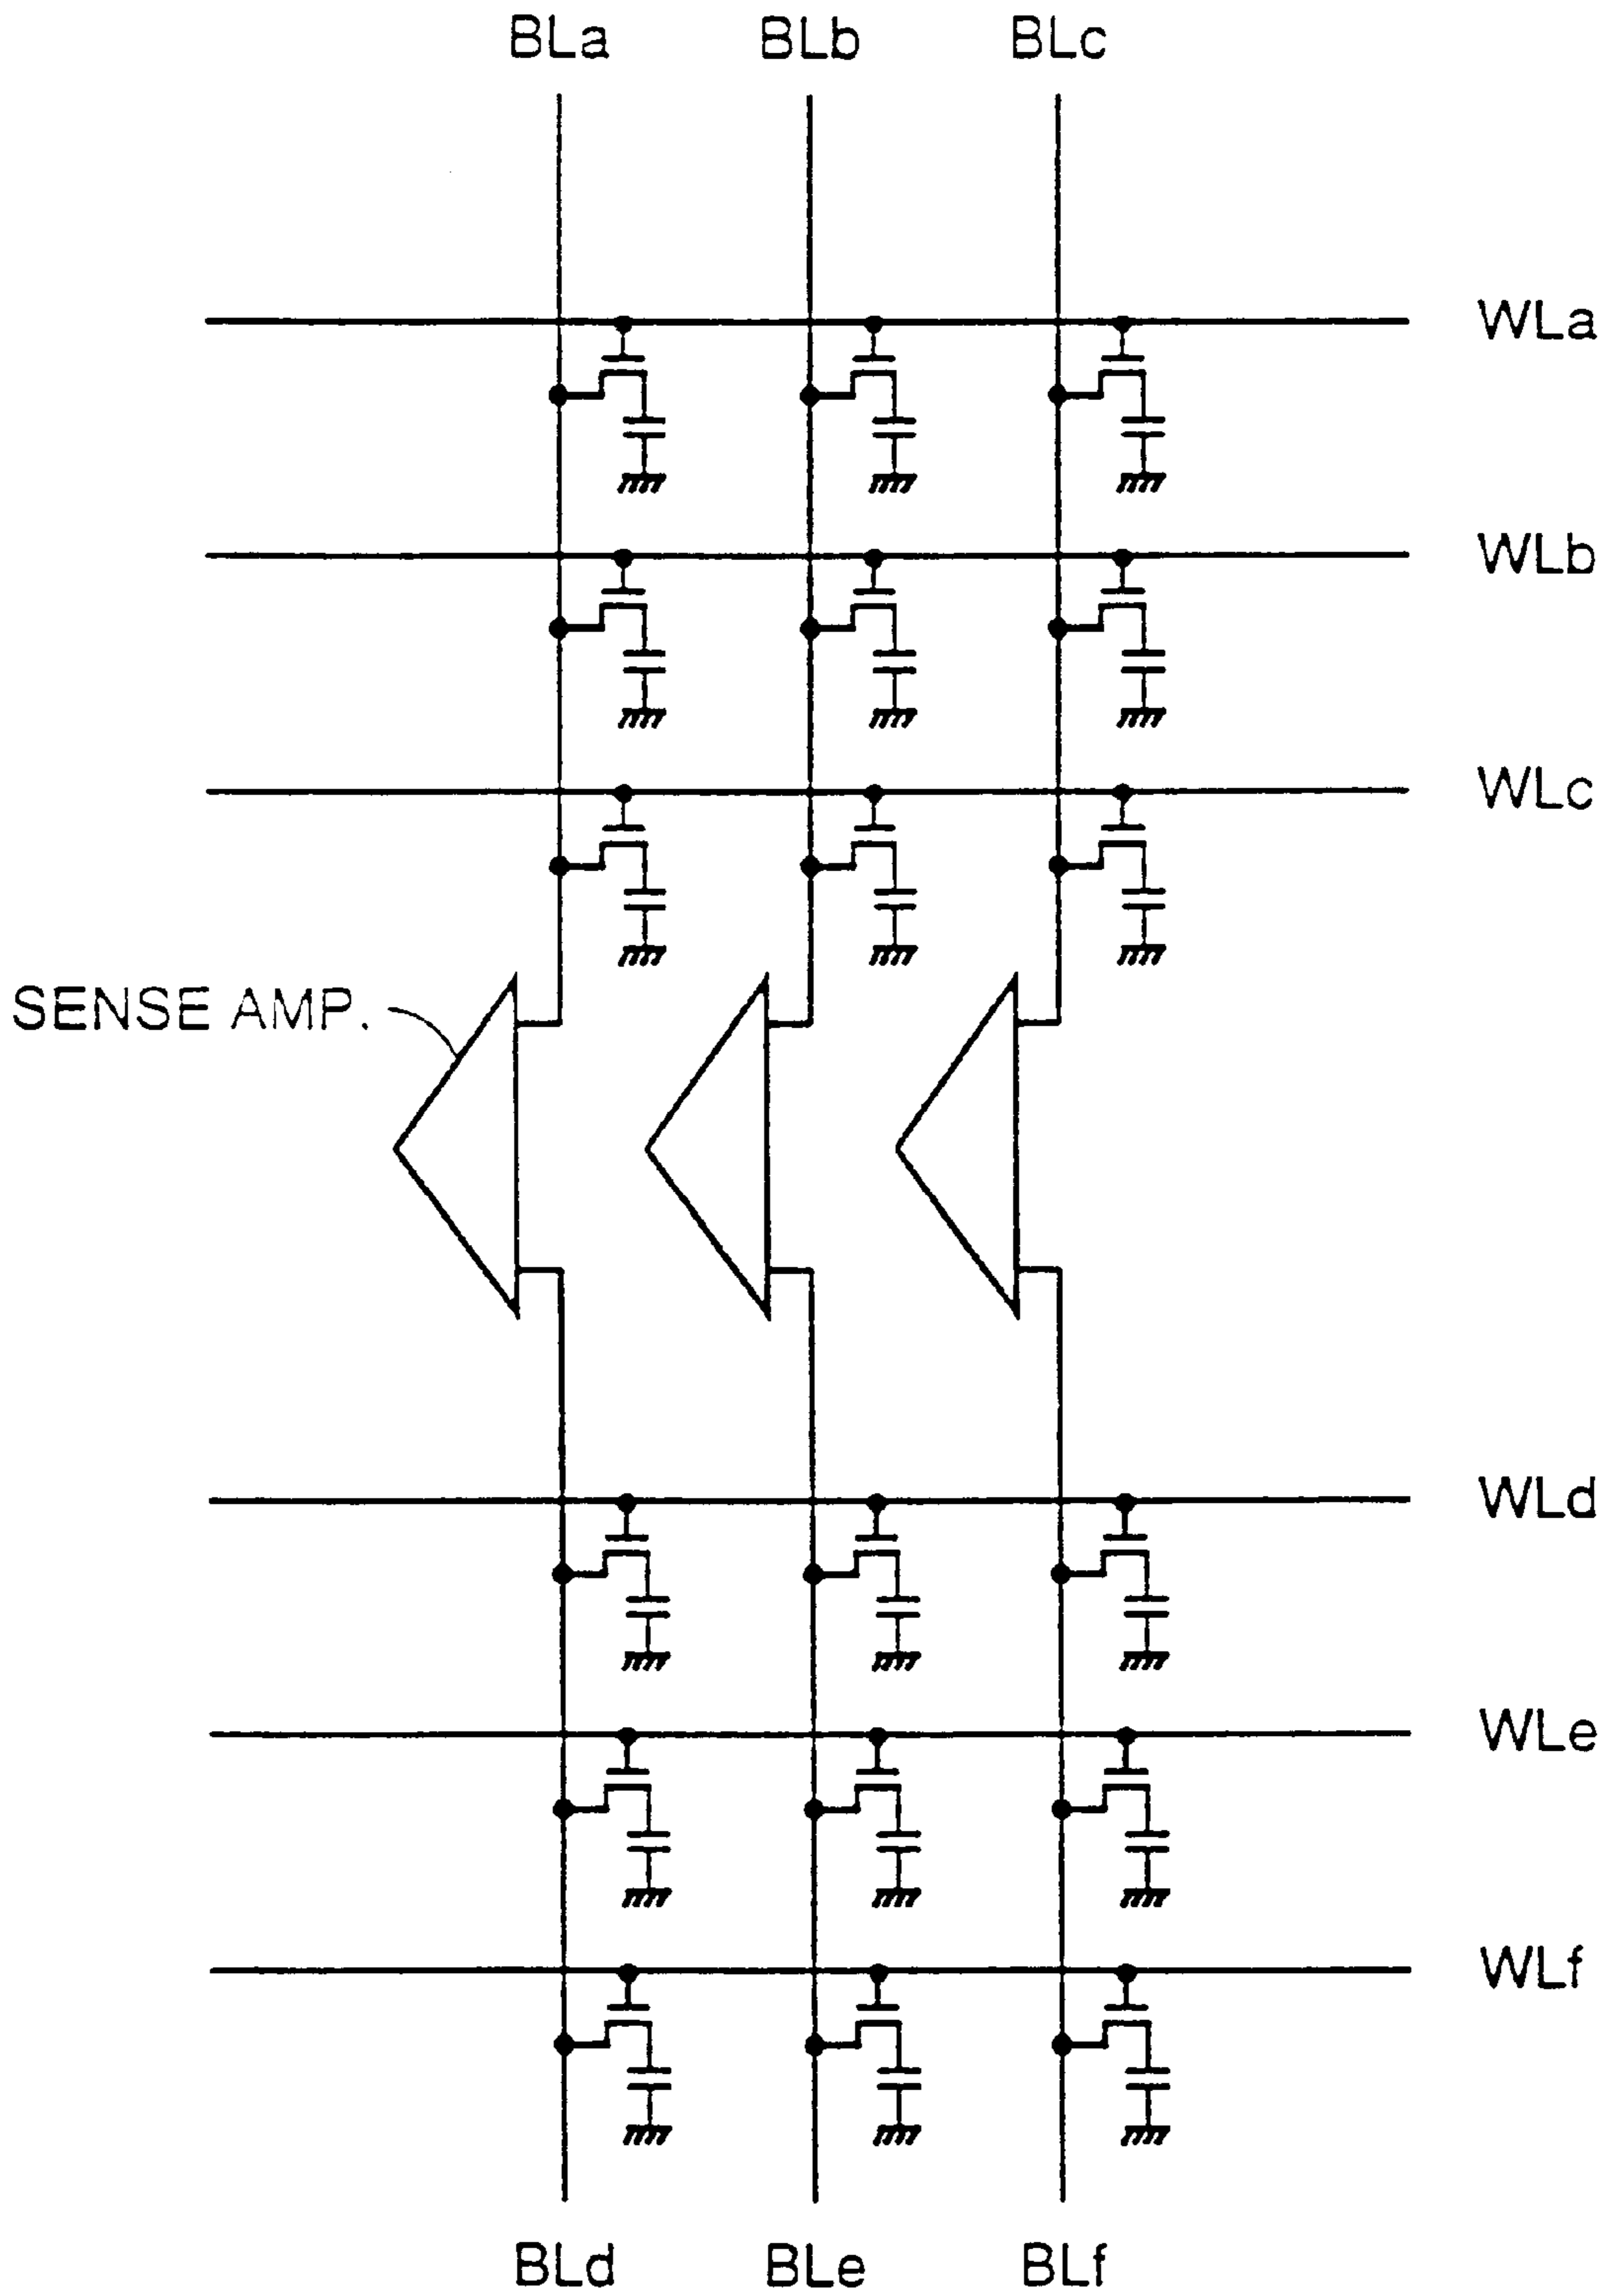 BLa BLb BLc
WLa
WLb
WLc
SENSE AMP.
WLd
WLe
WLf
BLd BLe BLf